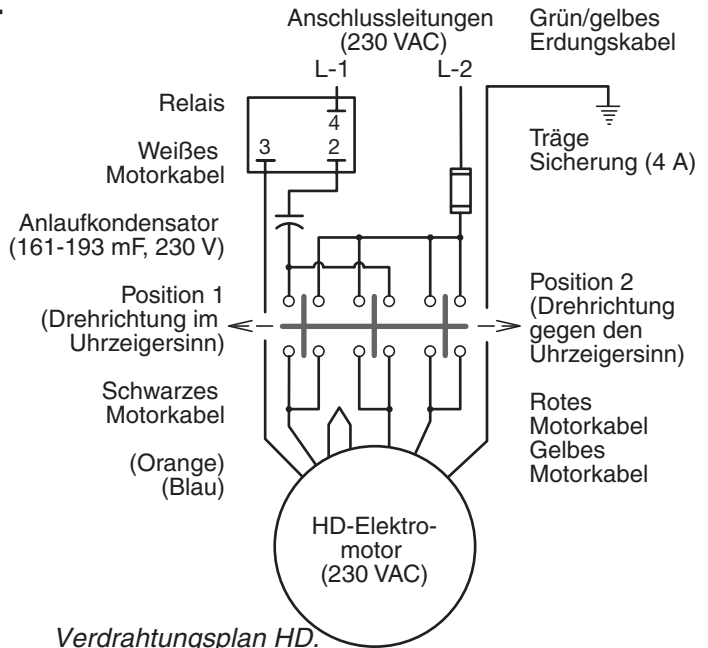 Anschlussleitungen
(230 VAC)
Grün/gelbes
Erdungskabel
L-1
L-2
Relais
4
3
2
Weißes
Motorkabel
Träge
Sicherung (4 A)
Anlaufkondensator
(161-193 mF, 230 V)
Position 1
(Drehrichtung im
Uhrzeigersinn)
Position 2
(Drehrichtung
gegen den
Uhrzeigersinn)
Schwarzes
Motorkabel
Rotes
Motorkabel
Gelbes
Motorkabel
(Orange)
(Blau)
HD-Elektro-
motor
(230 VAC)
Verdrahtungsplan HD.